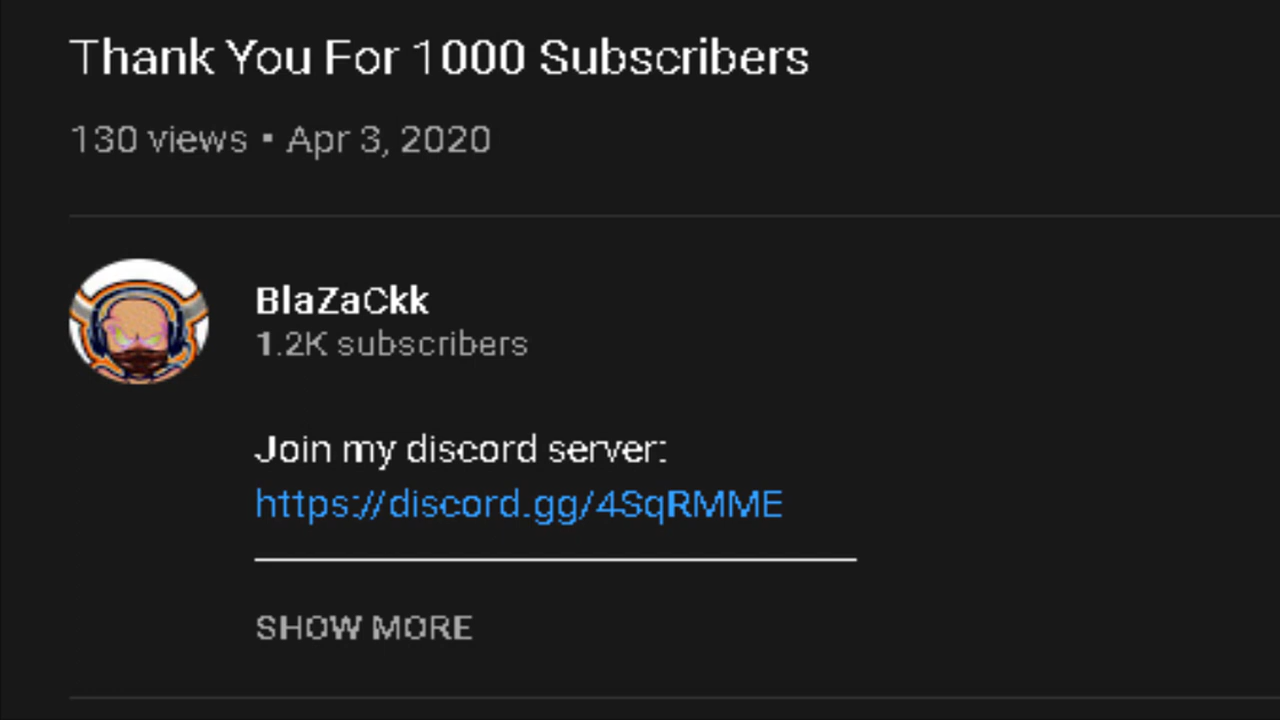 Thank You For 1000 Subscribers
130 views • Apr 3, 2020
BlaZaCkk
1.2K subscribers
Join my discord server:
https://discord.gg/4SqRMME
SHOW MORE